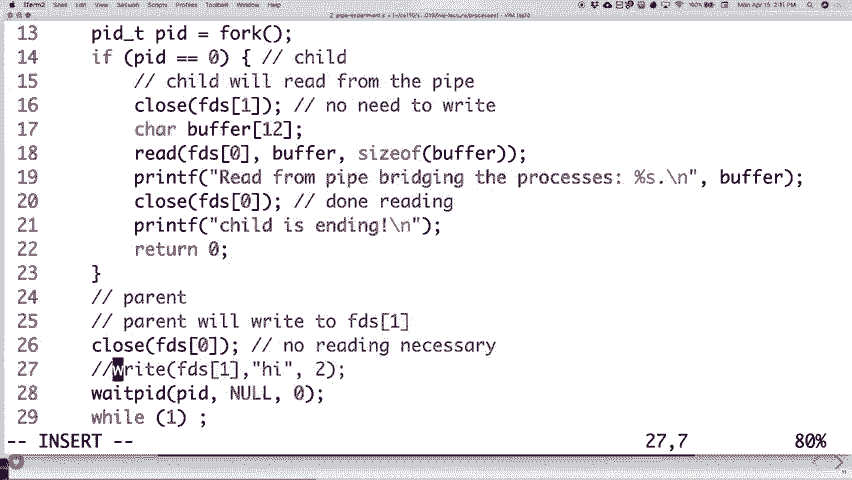 iTerm2 Shell Edit View Session Scripts Profiles Toolbelt Window Help 100% Mon Apr 15 2:11 PM
13 pid_t pid = fork();
14 if (pid == 0) { // child
15 // child will read from the pipe
16 close(fds[1]); // no need to write
17 char buffer[12];
18 read(fds[0], buffer, sizeof(buffer));
19 printf("Read from pipe bridging the processes: %s.\n", buffer);
20 close(fds[0]); // done reading
21 printf("child is ending!\n");
22 return 0;
23 }
24 // parent
25 // parent will write to fds[1]
26 close(fds[0]); // no reading necessary
27 //write(fds[1],"hi", 2);
28 waitpid(pid, NULL, 0);
29 while (1) ;
-- INSERT -- 27,7 80%